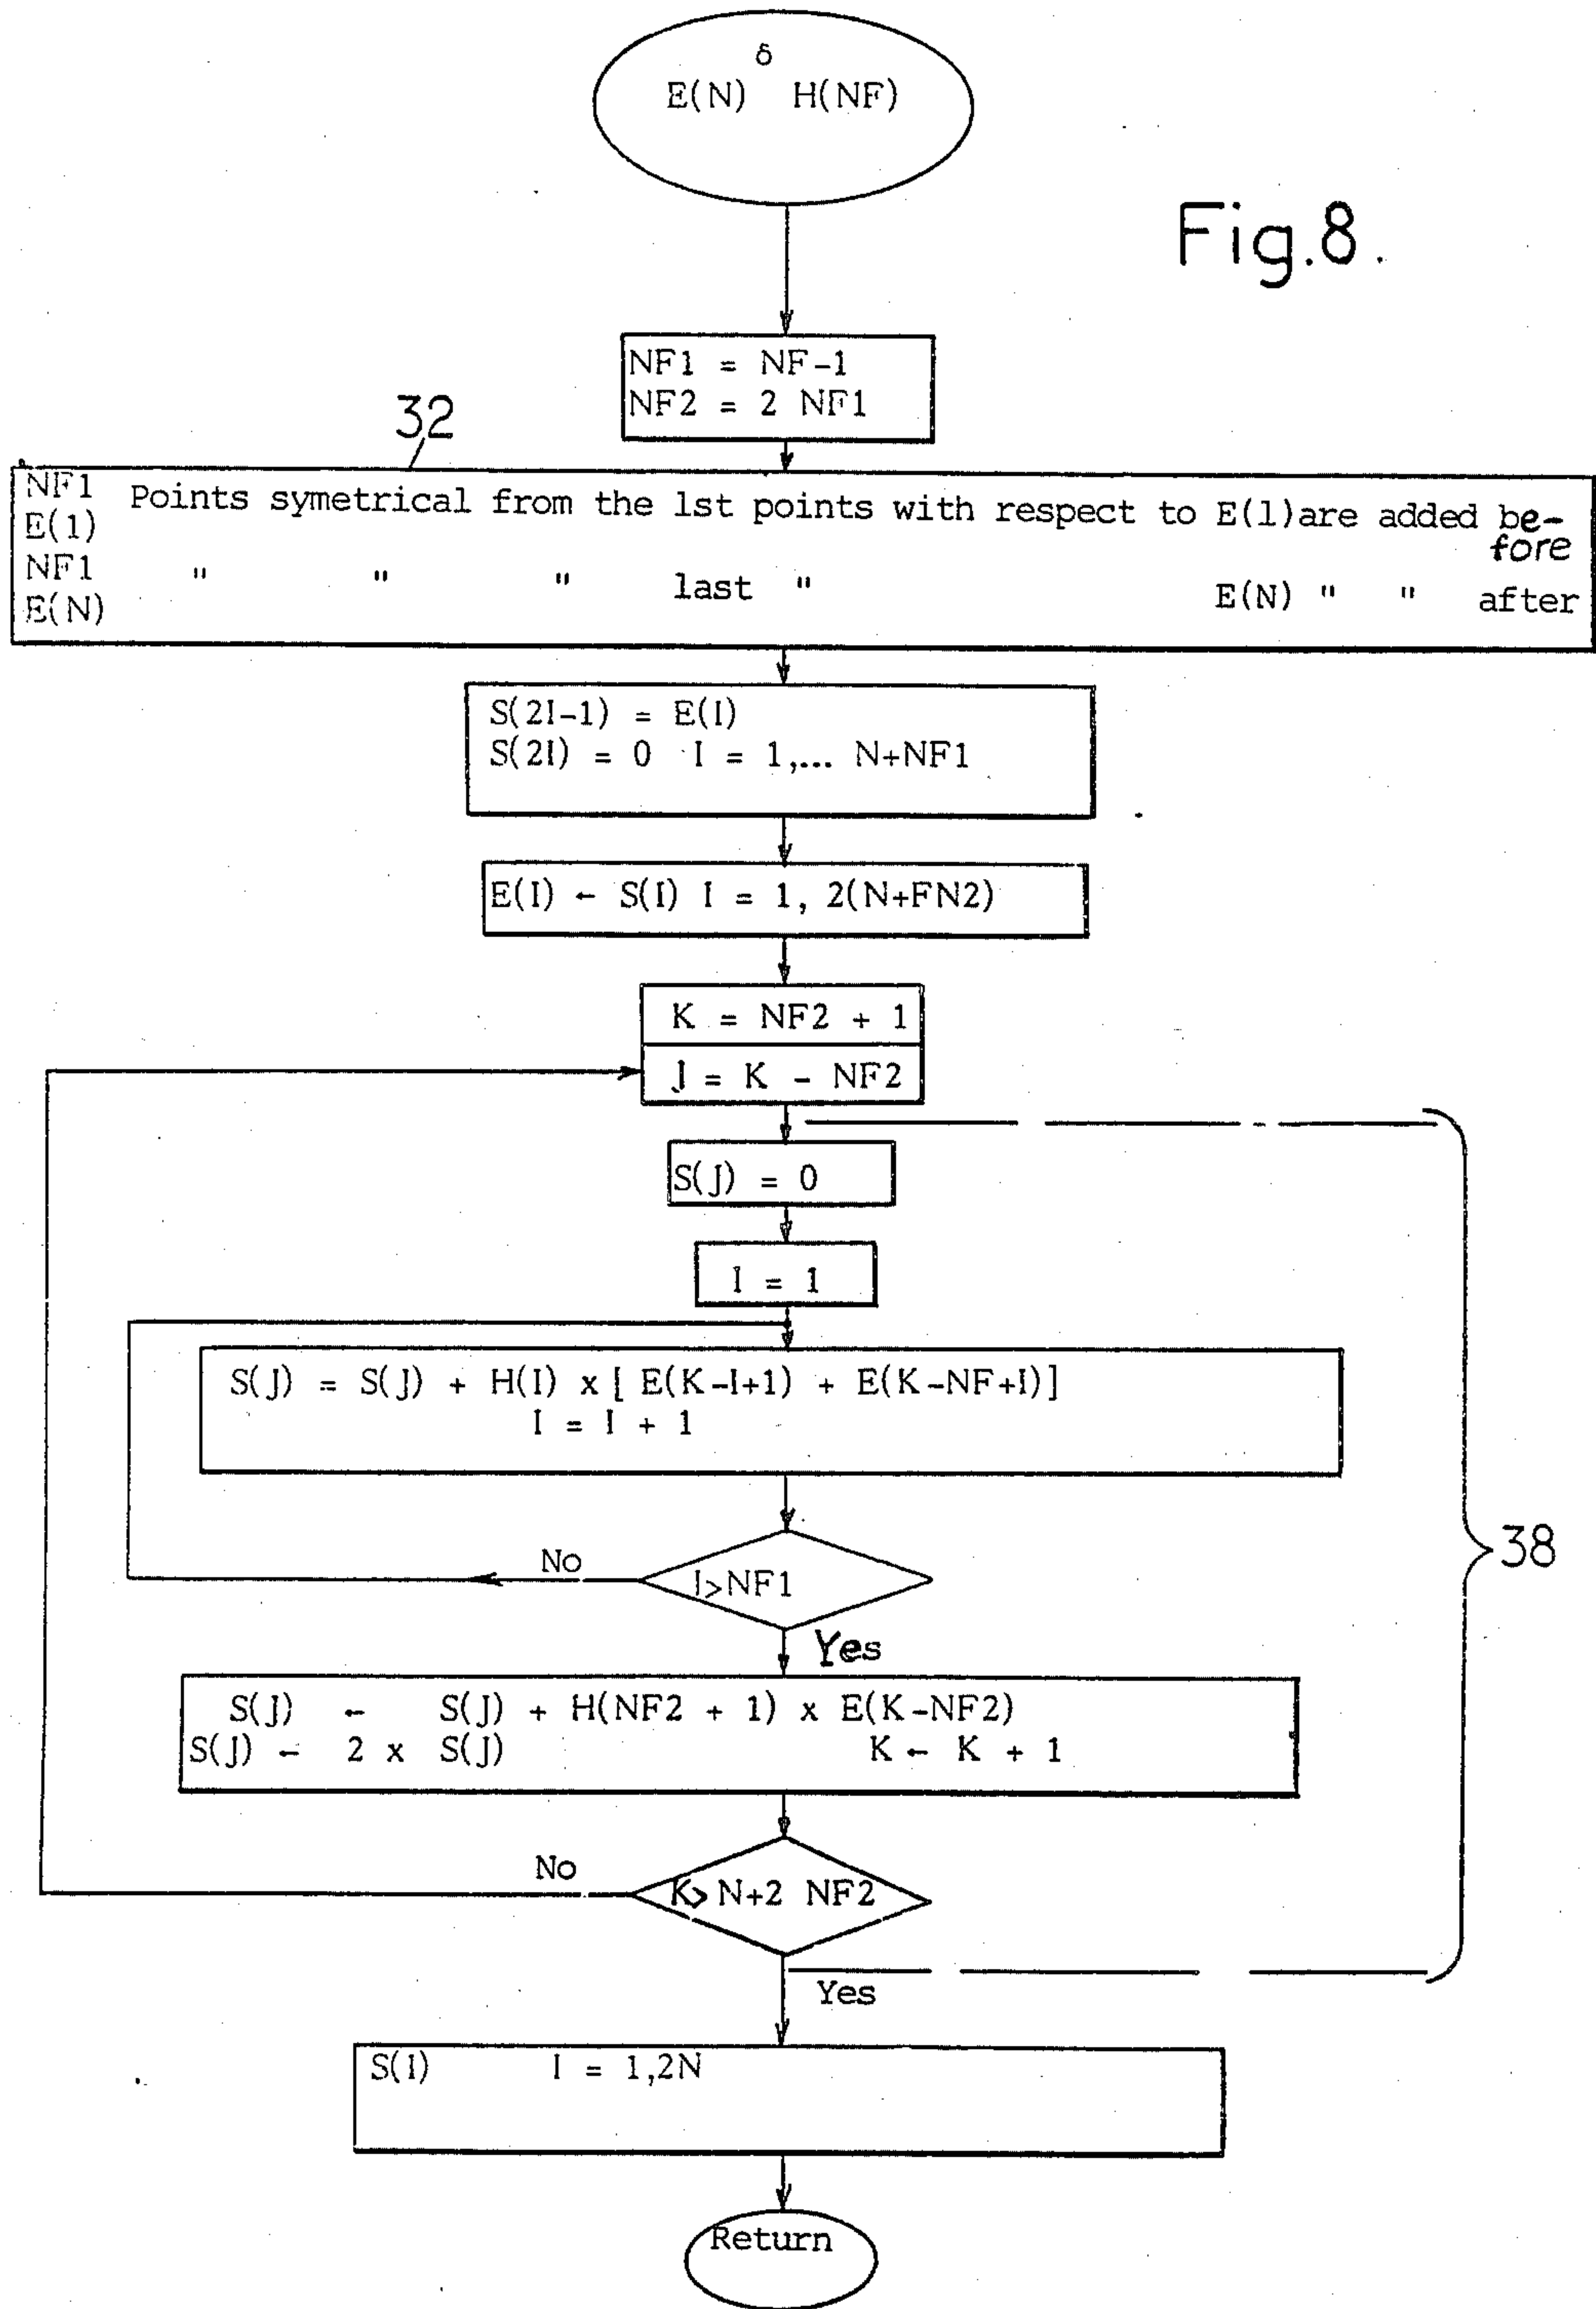 δ
E(N) H(NF)
Fig.8.
NF1 = NF-1
NF2 = 2 NF1
32
NF1 Points symetrical from the 1st points with respect to E(1)are added be-
E(1) fore
NF1 " " " last " E(N) " " after
E(N)
S(2I-1) = E(I)
S(2I) = 0 I = 1,... N+NF1
E(I) ← S(I) I = 1, 2(N+FN2)
K = NF2 + 1
J = K - NF2
S(J) = 0
I = 1
S(J) = S(J) + H(I) x [ E(K-I+1) + E(K-NF+I)]
I = I + 1
No
I>NF1
38
Yes
S(J) ← S(J) + H(NF2 + 1) x E(K-NF2)
S(J) ← 2 x S(J) K ← K + 1
No
K> N+2 NF2
Yes
S(I) I = 1,2N
Return